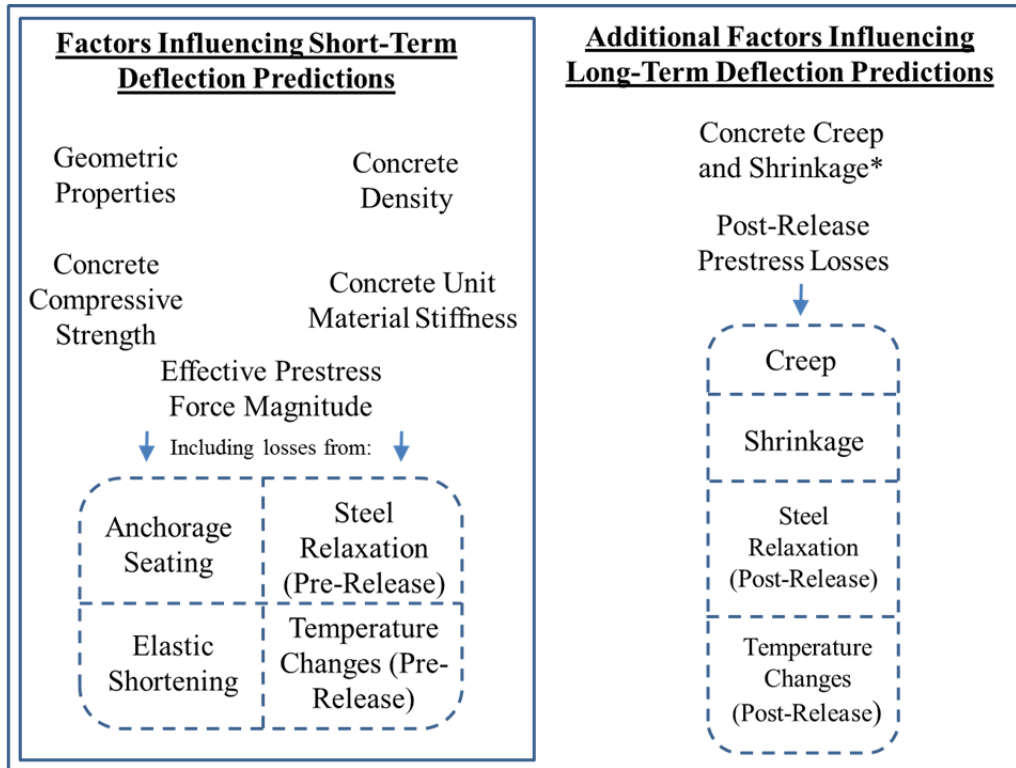 Factors Influencing Short-Term
Deflection Predictions
Geometric
Properties
Concrete
Density
Concrete
Compressive
Strength
Concrete Unit
Material Stiffness
Effective Prestress
Force Magnitude
Including losses from:
Anchorage
Seating
Steel
Relaxation
(Pre-Release)
Elastic
Shortening
Temperature
Changes (Pre-
Release)
Additional Factors Influencing
Long-Term Deflection Predictions
Concrete Creep
and Shrinkage*
Post-Release
Prestress Losses
Creep
Shrinkage
Steel
Relaxation
(Post-Release)
Temperature
Changes
(Post-Release)